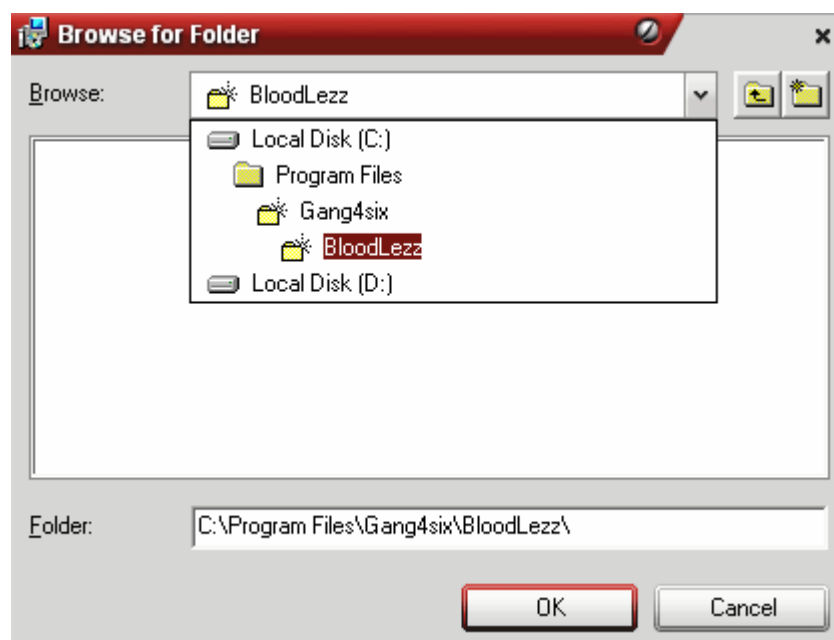 Browse for Folder
Browse:
BloodLezz
Local Disk (C:)
Program Files
Gang4six
BloodLezz
Local Disk (D:)
Folder:
C:\Program Files\Gang4six\BloodLezz\
OK
Cancel